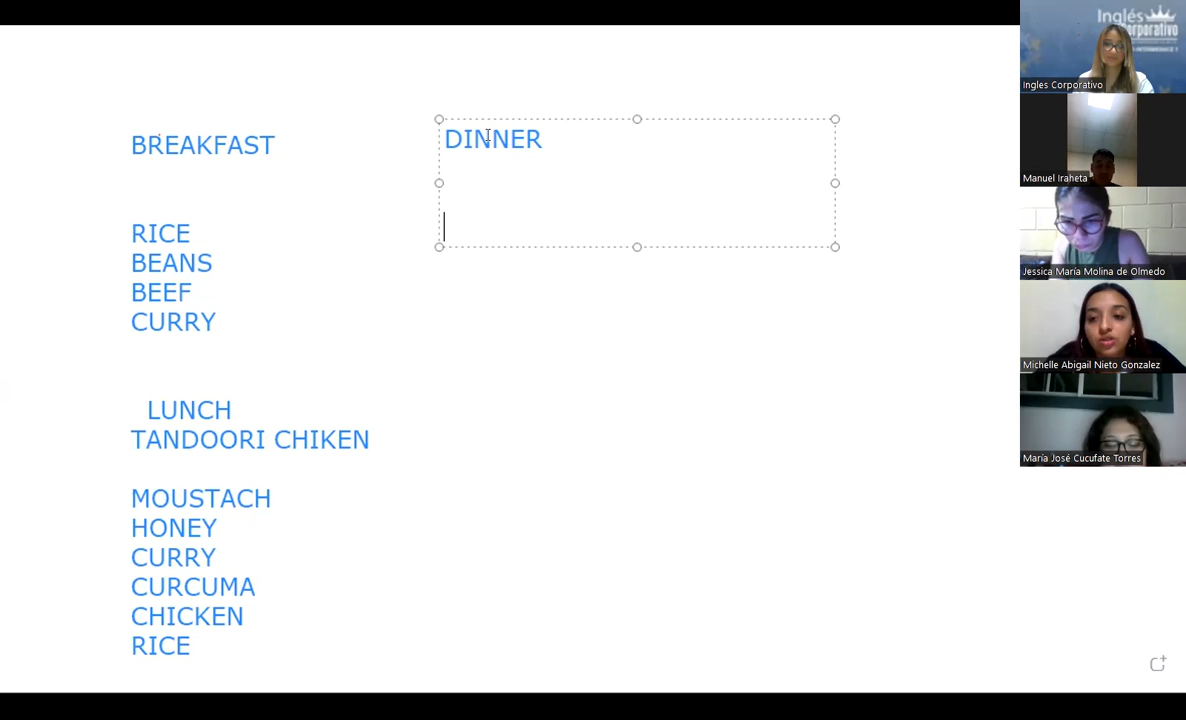 BREAKFAST
RICE
BEANS
BEEF
CURRY
LUNCH
TANDOORI CHIKEN
MOUSTACH
HONEY
CURRY
CURCUMA
CHICKEN
RICE
DINNER
Inglés
Corporativo
Ingles Corporativo
Manuel Iraheta
Jessica María Molina de Olmedo
Michelle Abigail Nieto Gonzalez
María José Cucufate Torres